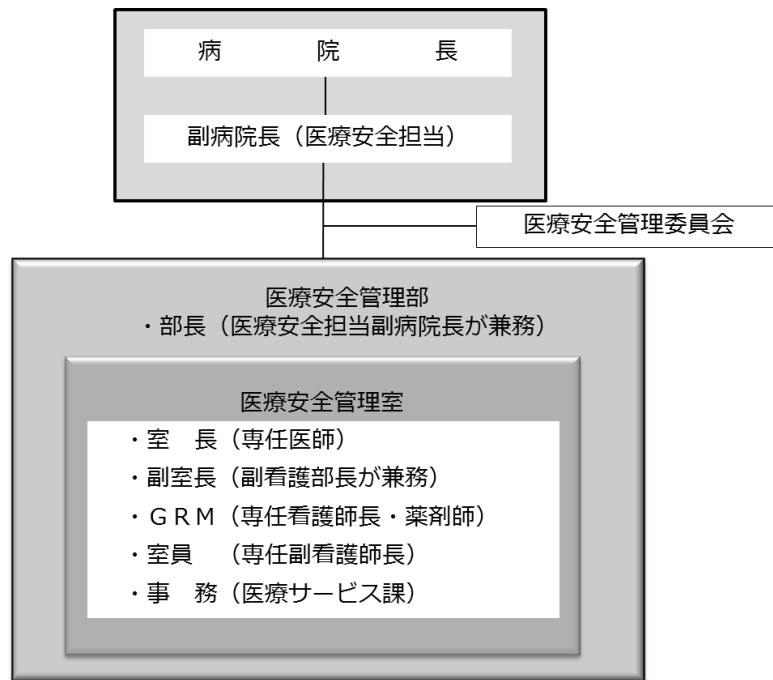 病　院　長
副病院長（医療安全担当）
医療安全管理委員会
医療安全管理部
・部長（医療安全担当副病院長が兼務）
医療安全管理室
・室　長（専任医師）
・副室長（副看護部長が兼務）
・ＧＲＭ（専任看護師長・薬剤師）
・室員　（専任副看護師長）
・事　務（医療サービス課）